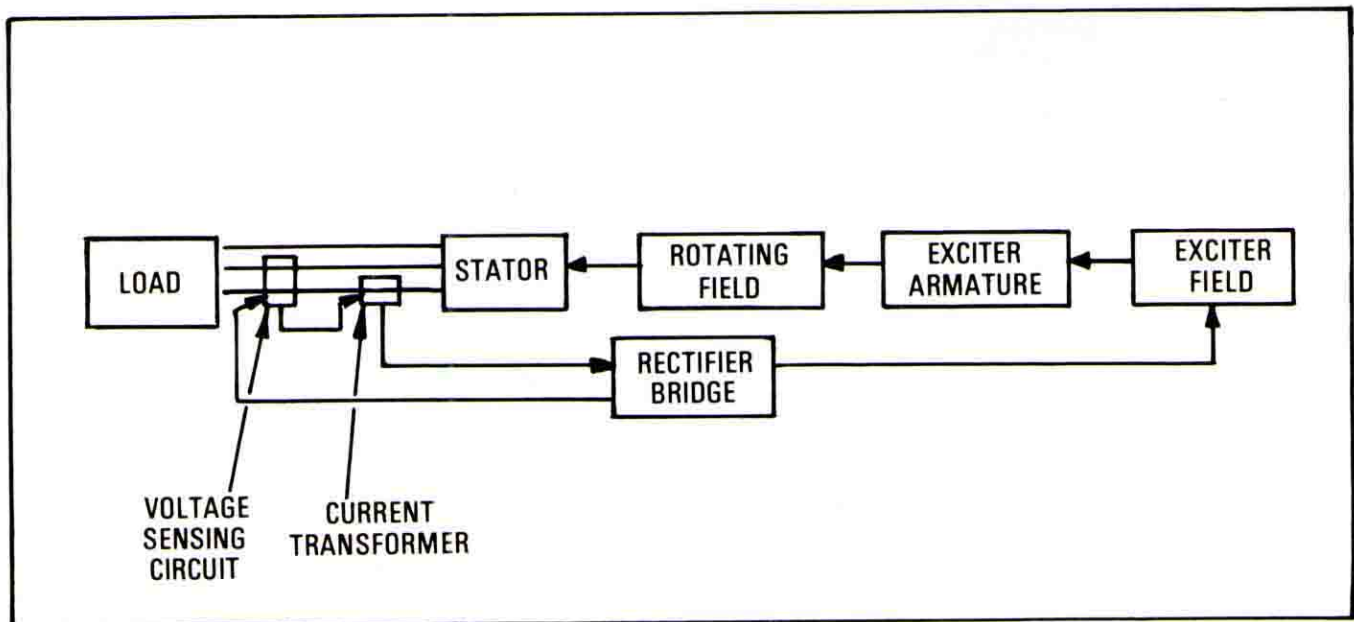 LOAD
STATOR
ROTATING
FIELD
EXCITER
ARMATURE
EXCITER
FIELD
RECTIFIER
BRIDGE
VOLTAGE
SENSING
CIRCUIT
CURRENT
TRANSFORMER